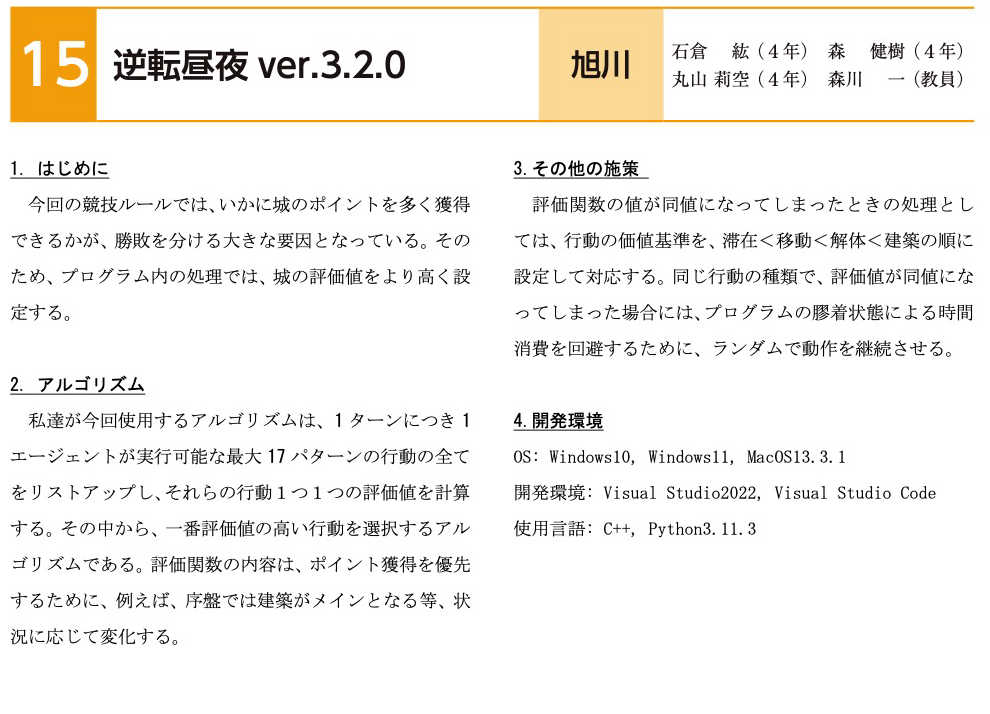 15
逆転昼夜 ver.3.2.0
旭川
石倉　紘（４年）　森　健樹（４年）
丸山 莉空（４年）　森川　一（教員）
1. はじめに
今回の競技ルールでは、いかに城のポイントを多く獲得
できるかが、勝敗を分ける大きな要因となっている。その
ため、プログラム内の処理では、城の評価値をより高く設
定する。
2. アルゴリズム
私達が今回使用するアルゴリズムは、1 ターンにつき 1
エージェントが実行可能な最大 17 パターンの行動の全て
をリストアップし、それらの行動１つ１つの評価値を計算
する。その中から、一番評価値の高い行動を選択するアル
ゴリズムである。評価関数の内容は、ポイント獲得を優先
するために、例えば、序盤では建築がメインとなる等、状
況に応じて変化する。
3.その他の施策
評価関数の値が同値になってしまったときの処理とし
ては、行動の価値基準を、滞在＜移動＜解体＜建築の順に
設定して対応する。同じ行動の種類で、評価値が同値にな
ってしまった場合には、プログラムの膠着状態による時間
消費を回避するために、ランダムで動作を継続させる。
4.開発環境
OS: Windows10, Windows11, MacOS13.3.1
開発環境: Visual Studio2022, Visual Studio Code
使用言語: C++, Python3.11.3